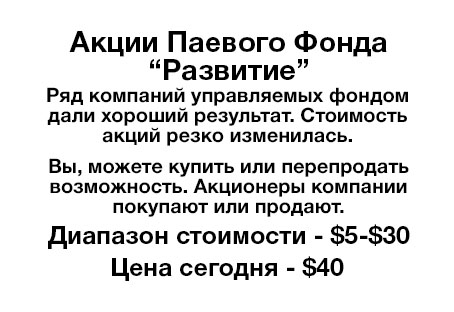 Акции Паевого Фонда
“Развитие”
Ряд компаний управляемых фондом
дали хороший результат. Стоимость
акций резко изменилась.
Вы, можете купить или перепродать
возможность. Акционеры компании
покупают или продают.
Диапазон стоимости - $5-$30
Цена сегодня - $40